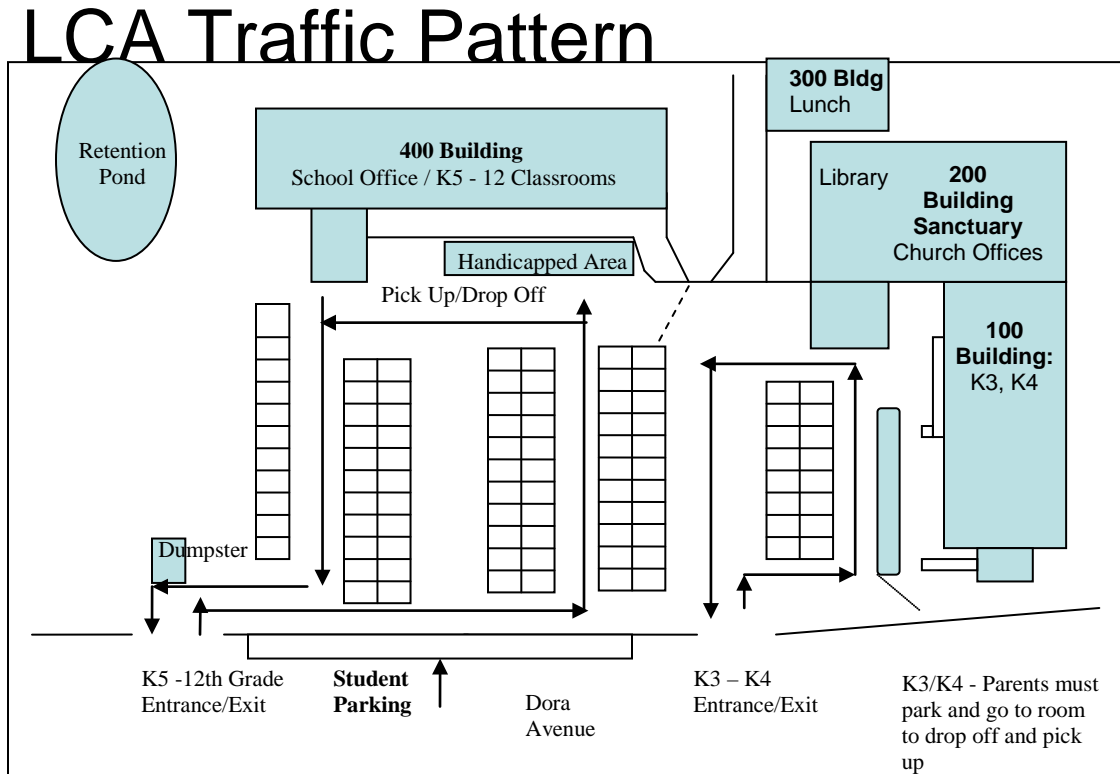 LCA Traffic Pattern
300 Bldg
Lunch
Retention
Pond
400 Building
School Office / K5 - 12 Classrooms
Library
200
Building
Sanctuary
Church Offices
Handicapped Area
Pick Up/Drop Off
100
Building:
K3, K4
Dumpster
K5 -12th Grade
Entrance/Exit
Student
Parking
Dora
Avenue
K3 – K4
Entrance/Exit
K3/K4 - Parents must
park and go to room
to drop off and pick
up